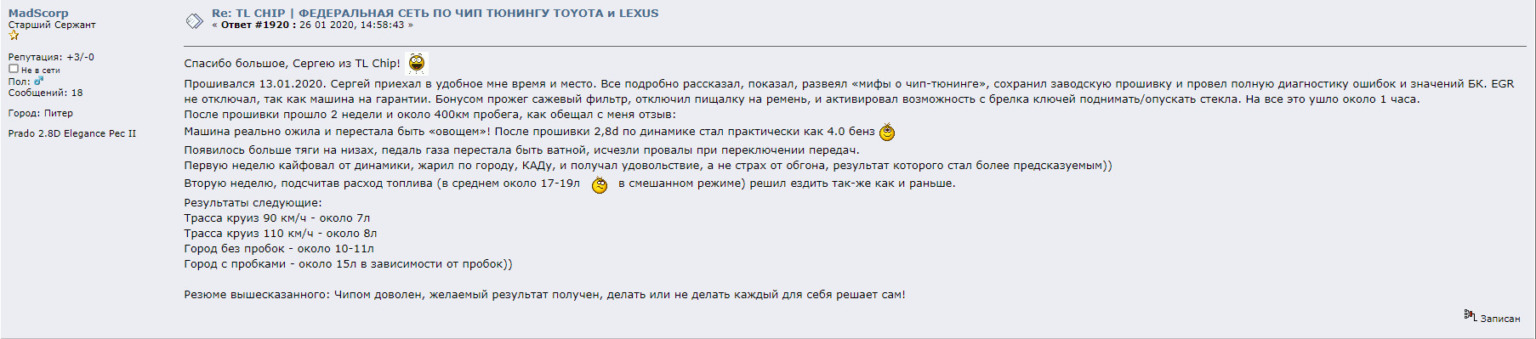 MadScorp
Старший Сержант
Репутация: +3/-0
Не в сети
Пол:
Сообщений: 18
Город: Питер
Prado 2.8D Elegance Рес II
Re: TL CHIP | ФЕДЕРАЛЬНАЯ СЕТЬ ПО ЧИП ТЮНИНГУ TOYOTA и LEXUS
« Ответ #1920 : 26 01 2020, 14:58:43 »
Спасибо большое, Сергею из TL Chip!
Прошивался 13.01.2020. Сергей приехал в удобное мне время и место. Все подробно рассказал, показал, развеял «мифы о чип-тюнинге», сохранил заводскую прошивку и провел полную диагностику ошибок и значений БК. EGR
не отключал, так как машина на гарантии. Бонусом прожег сажевый фильтр, отключил пищалку на ремень, и активировал возможность с брелка ключей поднимать/опускать стекла. На все это ушло около 1 часа.
После прошивки прошло 2 недели и около 400км пробега, как обещал с меня отзыв:
Машина реально ожила и перестала быть «овощем»! После прошивки 2,8d по динамике стал практически как 4.0 бенз
Появилось больше тяги на низах, педаль газа перестала быть ватной, исчезли провалы при переключении передач.
Первую неделю кайфовал от динамики, жарил по городу, КАДу, и получал удовольствие, а не страх от обгона, результат которого стал более предсказуемым))
Вторую неделю, подсчитав расход топлива (в среднем около 17-19л в смешанном режиме) решил ездить так-же как и раньше.
Результаты следующие:
Трасса круиз 90 км/ч - около 7л
Трасса круиз 110 км/ч - около 8л
Город без пробок - около 10-11л
Город с пробками - около 15л в зависимости от пробок))
Резюме вышесказанного: Чипом доволен, желаемый результат получен, делать или не делать каждый для себя решает сам!
Записан